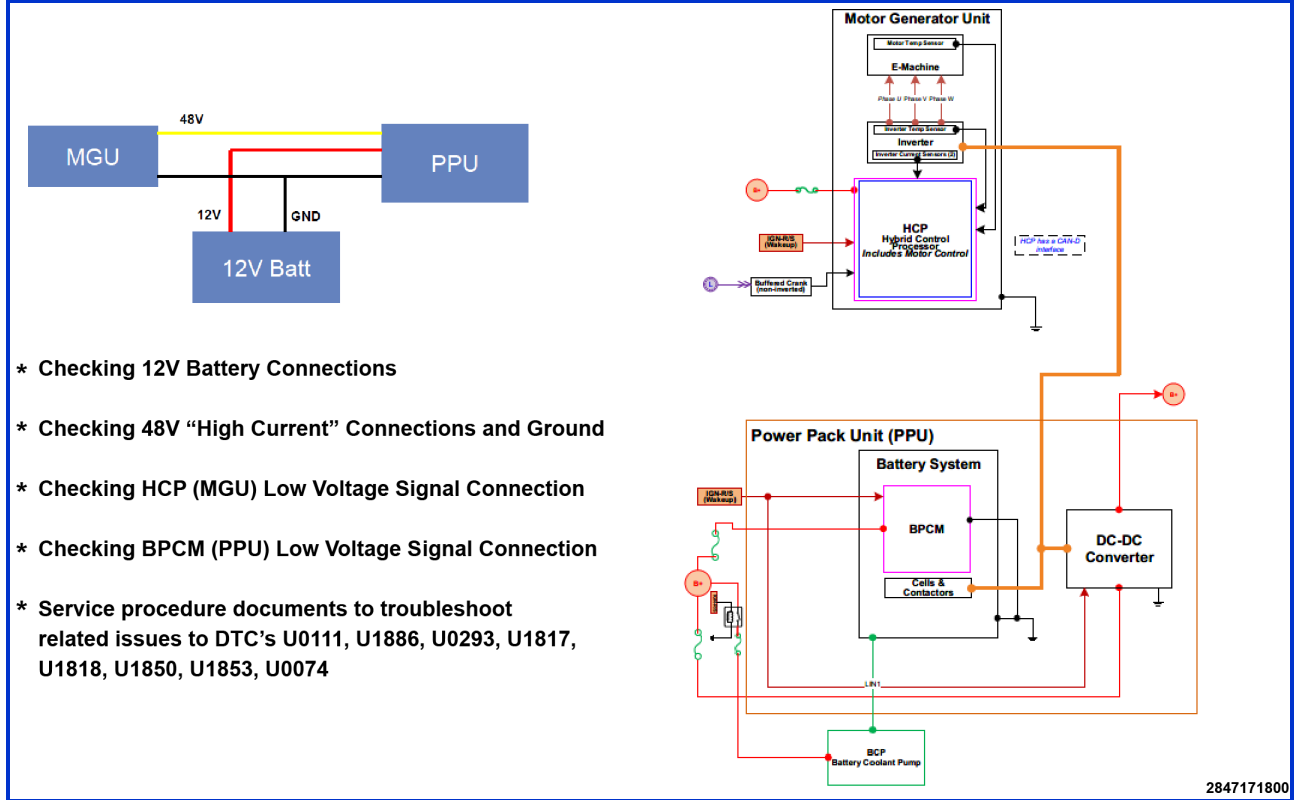 48V
MGU
PPU
12V
GND
12V Batt
* Checking 12V Battery Connections
* Checking 48V “High Current” Connections and Ground
* Checking HCP (MGU) Low Voltage Signal Connection
* Checking BPCM (PPU) Low Voltage Signal Connection
* Service procedure documents to troubleshoot
related issues to DTC’s U0111, U1886, U0293, U1817,
U1818, U1850, U1853, U0074
Motor Generator Unit
Motor Temp Sensor
E-Machine
Phase U Phase V Phase W
Inverter Temp Sensor
Inverter
Inverter Current Sensors (3)
B+
HCP
Hybrid Control
Processor
Includes Motor Control
IGN-R/S
(Wakeup)
HCP has a CAN-D
interface
L
Buffered Crank
(non-inverted)
B+
Power Pack Unit (PPU)
Battery System
IGN-R/S
(Wakeup)
BPCM
DC-DC
Converter
Cells &
Contactors
B+
LIN1
BCP
Battery Coolant Pump
2847171800